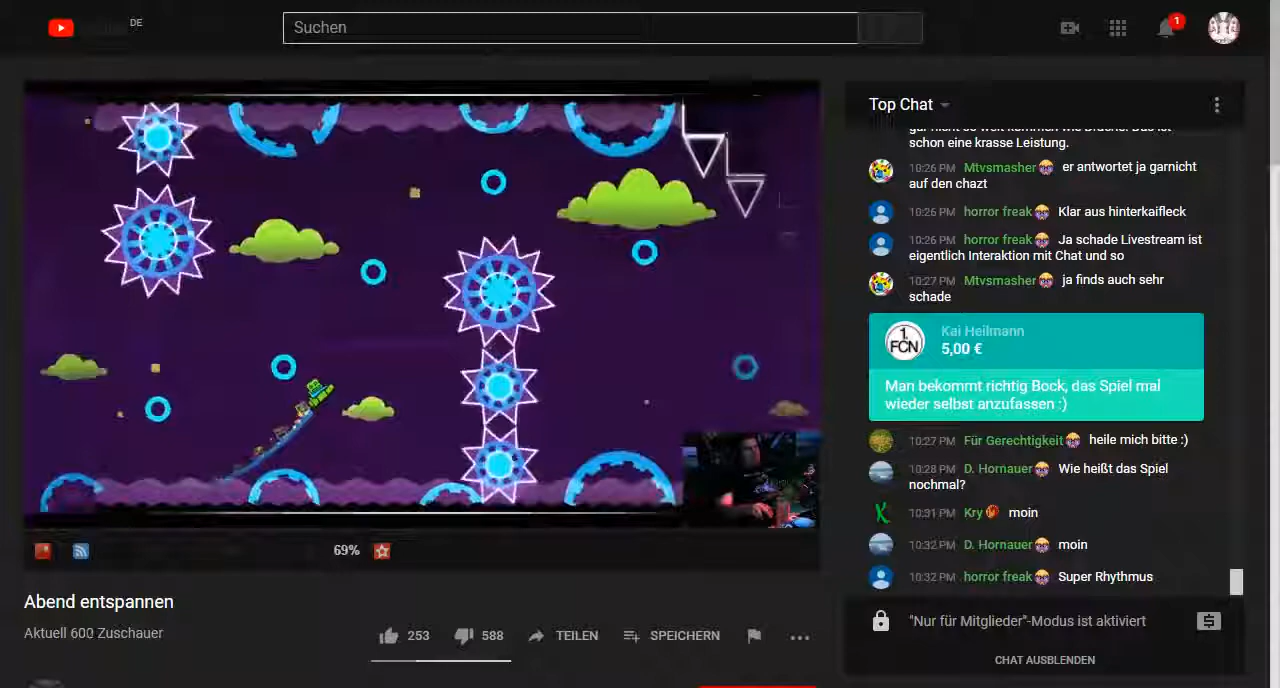 DE
Suchen
1
Top Chat
schon eine krasse Leistung.
10:26 PM Mtvsmasher er antwortet ja garnicht
auf den chazt
10:26 PM horror freak Klar aus hinterkaifleck
10:26 PM horror freak Ja schade Livestream ist
eigentlich Interaktion mit Chat und so
10:27 PM Mtvsmasher ja finds auch sehr
schade
1.
FCN
Kai Heilmann
5,00 €
Man bekommt richtig Bock, das Spiel mal
wieder selbst anzufassen :)
10:27 PM Für Gerechtigkeit heile mich bitte :)
10:28 PM D. Hornauer Wie heißt das Spiel
nochmal?
10:31 PM Kry moin
10:32 PM D. Hornauer moin
10:32 PM horror freak Super Rhythmus
69%
Abend entspannen
Aktuell 600 Zuschauer
253
588
TEILEN
SPEICHERN
"Nur für Mitglieder"-Modus ist aktiviert
CHAT AUSBLENDEN